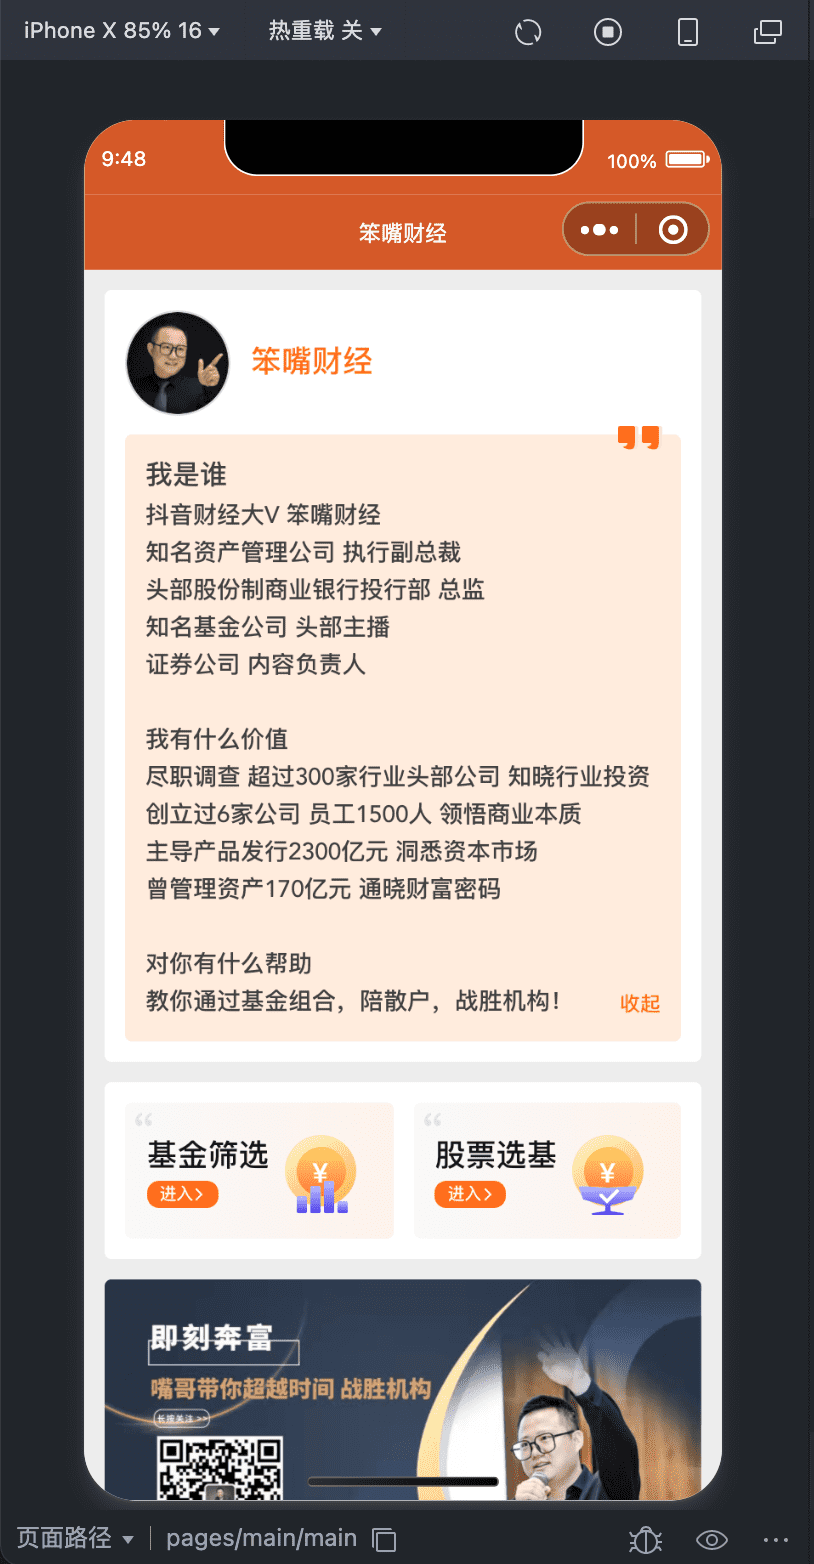 iPhone X 85% 16 热重载 关
9:48
100%
笨嘴财经
笨嘴财经
我是谁
抖音财经大V 笨嘴财经
知名资产管理公司 执行副总裁
头部股份制商业银行投行部 总监
知名基金公司 头部主播
证券公司 内容负责人
我有什么价值
尽职调查 超过300家行业头部公司 知晓行业投资
创立过6家公司 员工1500人 领悟商业本质
主导产品发行2300亿元 洞悉资本市场
曾管理资产170亿元 通晓财富密码
对你有什么帮助
教你通过基金组合，陪散户，战胜机构！
收起
基金筛选
进入>
股票选基
进入>
即刻奔富
嘴哥带你超越时间 战胜机构
长按关注 >>
页面路径 pages/main/main